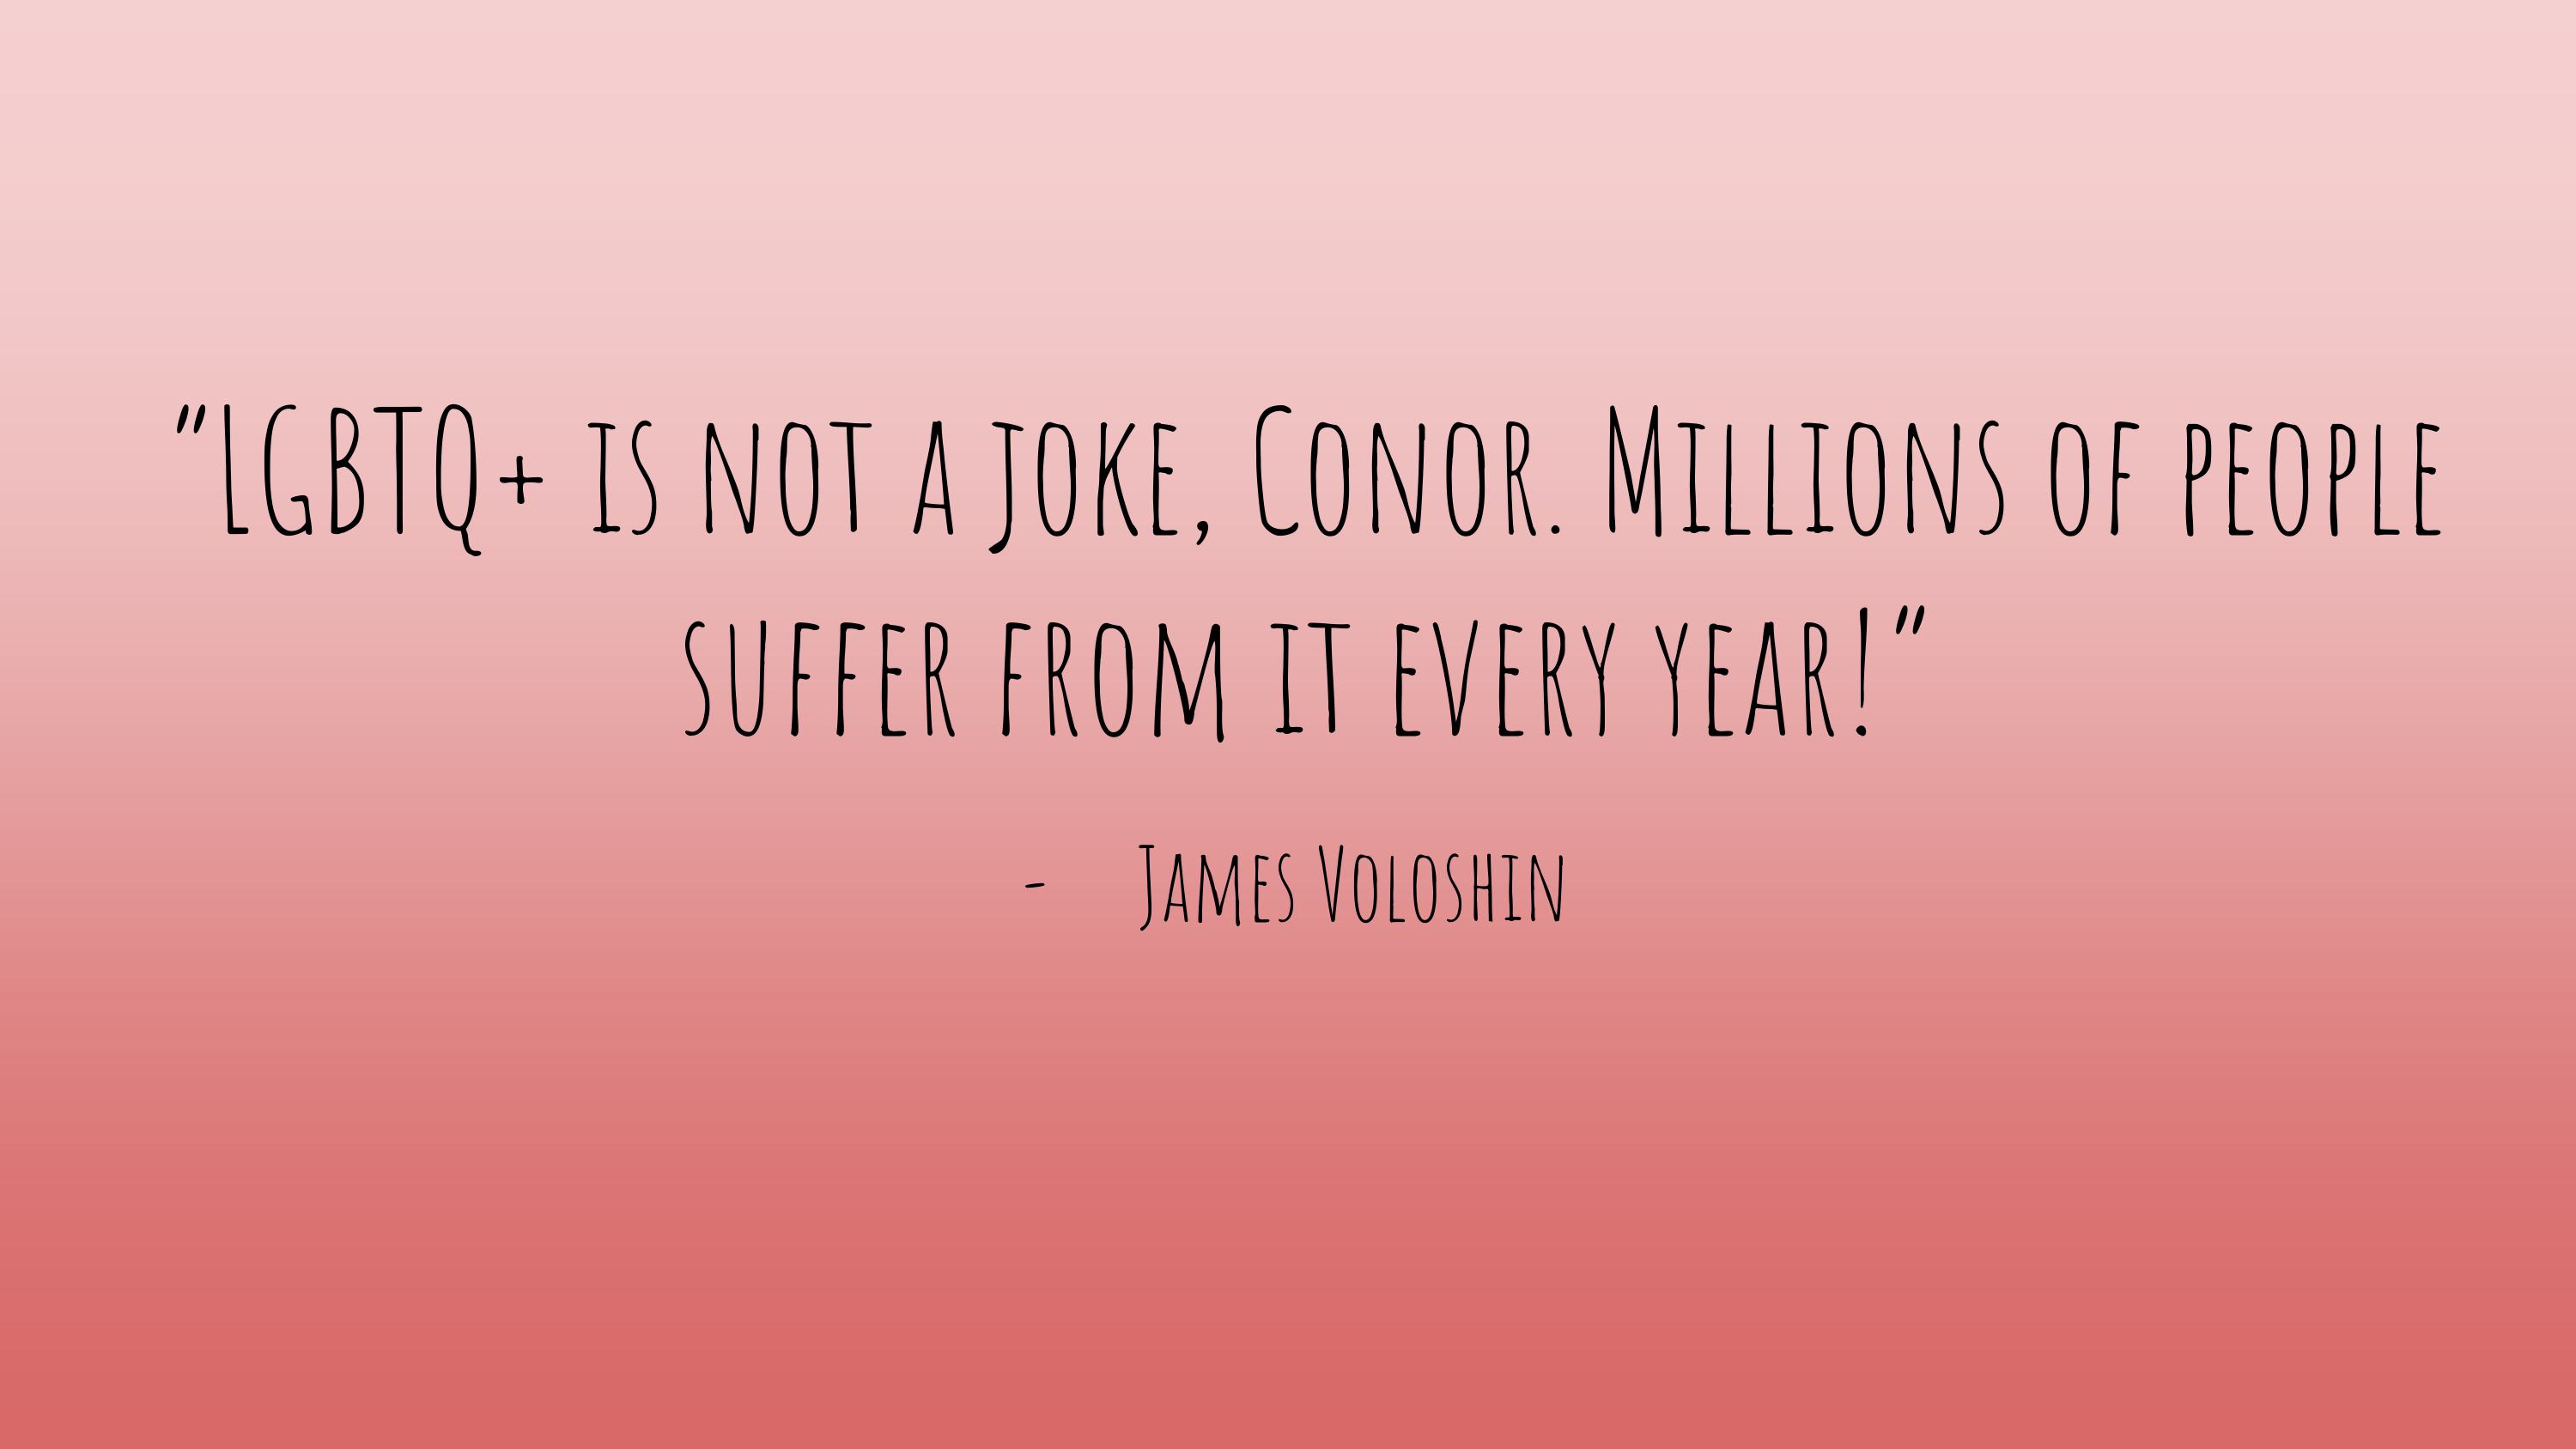 "LGBTQ+ is not a joke, Conor. Millions of people
suffer from it every year!"
- James Voloshin